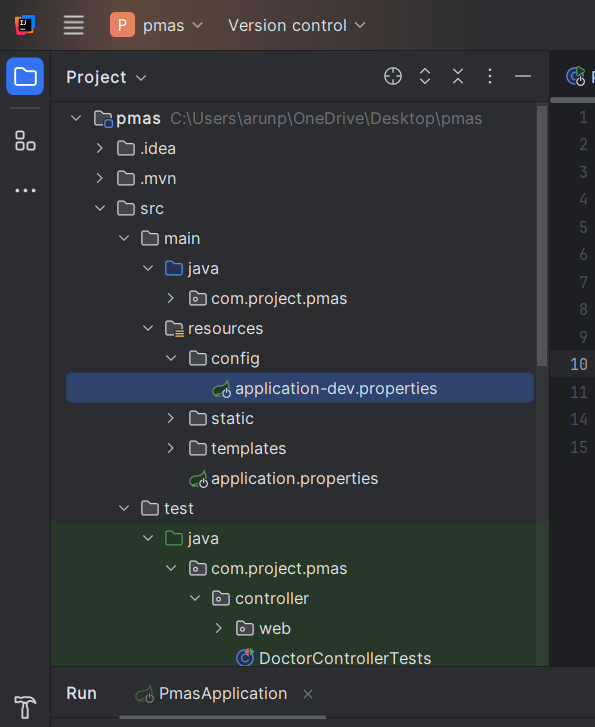 P pmas Version control
Project
pmas C:\Users\arunp\OneDrive\Desktop\pmas
.idea
.mvn
src
main
java
com.project.pmas
resources
config
application-dev.properties
static
templates
application.properties
test
java
com.project.pmas
controller
web
DoctorControllerTests
1
2
3
4
5
6
7
8
9
10
11
14
15
Run PmasApplication